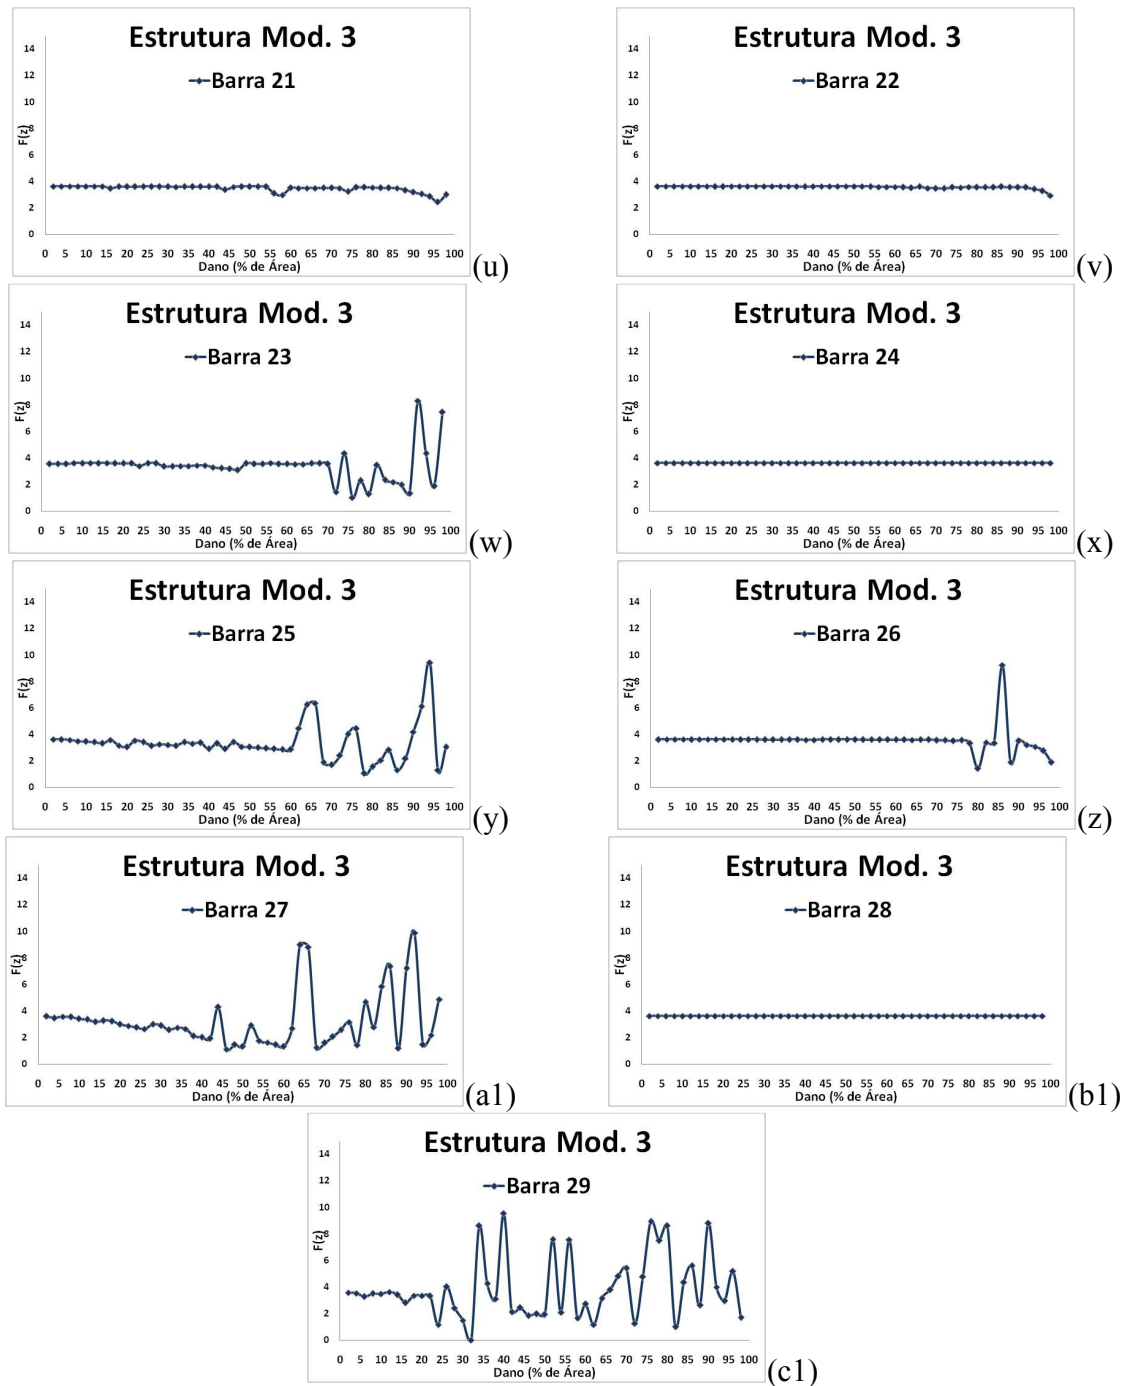 Estrutura Mod. 3
Barra 21
14
12
10
8
6
4
2
0
F(z)
0 5 10 15 20 25 30 35 40 45 50 55 60 65 70 75 80 85 90 95 100
Dano (% de Área)
(u)
Estrutura Mod. 3
Barra 22
14
12
10
8
6
4
2
0
F(z)
0 5 10 15 20 25 30 35 40 45 50 55 60 65 70 75 80 85 90 95 100
Dano (% de Área)
(v)
Estrutura Mod. 3
Barra 23
14
12
10
8
6
4
2
0
F(z)
0 5 10 15 20 25 30 35 40 45 50 55 60 65 70 75 80 85 90 95 100
Dano (% de Área)
(w)
Estrutura Mod. 3
Barra 24
14
12
10
8
6
4
2
0
F(z)
0 5 10 15 20 25 30 35 40 45 50 55 60 65 70 75 80 85 90 95 100
Dano (% de Área)
(x)
Estrutura Mod. 3
Barra 25
14
12
10
8
6
4
2
0
F(z)
0 5 10 15 20 25 30 35 40 45 50 55 60 65 70 75 80 85 90 95 100
Dano (% de Área)
(y)
Estrutura Mod. 3
Barra 26
14
12
10
8
6
4
2
0
F(z)
0 5 10 15 20 25 30 35 40 45 50 55 60 65 70 75 80 85 90 95 100
Dano (% de Área)
(z)
Estrutura Mod. 3
Barra 27
14
12
10
8
6
4
2
0
F(z)
0 5 10 15 20 25 30 35 40 45 50 55 60 65 70 75 80 85 90 95 100
Dano (% de Área)
(a1)
Estrutura Mod. 3
Barra 28
14
12
10
8
6
4
2
0
F(z)
0 5 10 15 20 25 30 35 40 45 50 55 60 65 70 75 80 85 90 95 100
Dano (% de Área)
(b1)
Estrutura Mod. 3
Barra 29
14
12
10
8
6
4
2
0
F(z)
0 5 10 15 20 25 30 35 40 45 50 55 60 65 70 75 80 85 90 95 100
Dano (% de Área)
(c1)